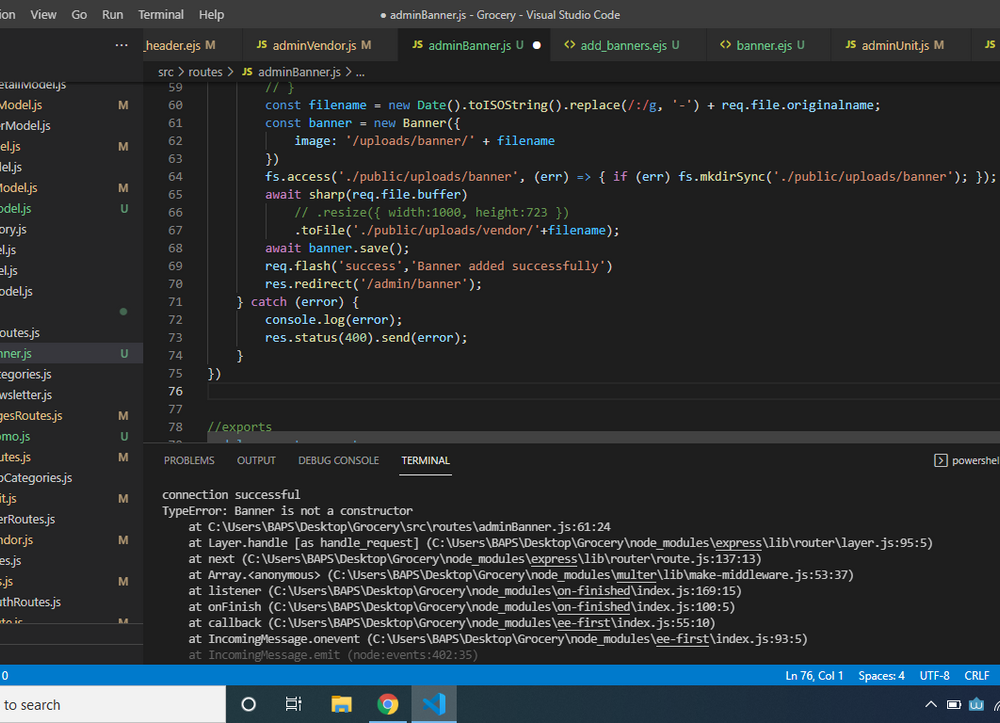 ion View Go Run Terminal Help ● adminBanner.js - Grocery - Visual Studio Code
... _header.ejs M JS adminVendor.js M JS adminBanner.js U ● <> add_banners.ejs U <> banner.ejs U JS adminUnit.js M JS
src > routes > JS adminBanner.js > ...
etailModel.js
Model.js M
erModel.js
el.js M
del.js
Model.js M
odel.js U
ory.js
el.js
el.js
odel.js
outes.js
nner.js U
tegories.js
wsletter.js
gesRoutes.js M
omo.js U
utes.js M
oCategories.js
it.js M
erRoutes.js
ndor.js M
es.js
s.js M
uthRoutes.js
59 // }
60 const filename = new Date().toISOString().replace(/:/g, '-') + req.file.originalname;
61 const banner = new Banner({
62 image: '/uploads/banner/' + filename
63 })
64 fs.access('./public/uploads/banner', (err) => { if (err) fs.mkdirSync('./public/uploads/banner'); });
65 await sharp(req.file.buffer)
66 // .resize({ width:1000, height:723 })
67 .toFile('./public/uploads/vendor/'+filename);
68 await banner.save();
69 req.flash('success','Banner added successfully')
70 res.redirect('/admin/banner');
71 } catch (error) {
72 console.log(error);
73 res.status(400).send(error);
74 }
75 })
76
77
78 //exports
PROBLEMS OUTPUT DEBUG CONSOLE TERMINAL powershel
connection successful
TypeError: Banner is not a constructor
at C:\Users\BAPS\Desktop\Grocery\src\routes\adminBanner.js:61:24
at Layer.handle [as handle_request] (C:\Users\BAPS\Desktop\Grocery\node_modules\express\lib\router\layer.js:95:5)
at next (C:\Users\BAPS\Desktop\Grocery\node_modules\express\lib\router\route.js:137:13)
at Array.<anonymous> (C:\Users\BAPS\Desktop\Grocery\node_modules\multer\lib\make-middleware.js:53:37)
at listener (C:\Users\BAPS\Desktop\Grocery\node_modules\on-finished\index.js:169:15)
at onFinish (C:\Users\BAPS\Desktop\Grocery\node_modules\on-finished\index.js:100:5)
at callback (C:\Users\BAPS\Desktop\Grocery\node_modules\ee-first\index.js:55:10)
at IncomingMessage.onevent (C:\Users\BAPS\Desktop\Grocery\node_modules\ee-first\index.js:93:5)
at IncomingMessage.emit (node:events:402:35)
0 Ln 76, Col 1 Spaces: 4 UTF-8 CRLF
to search